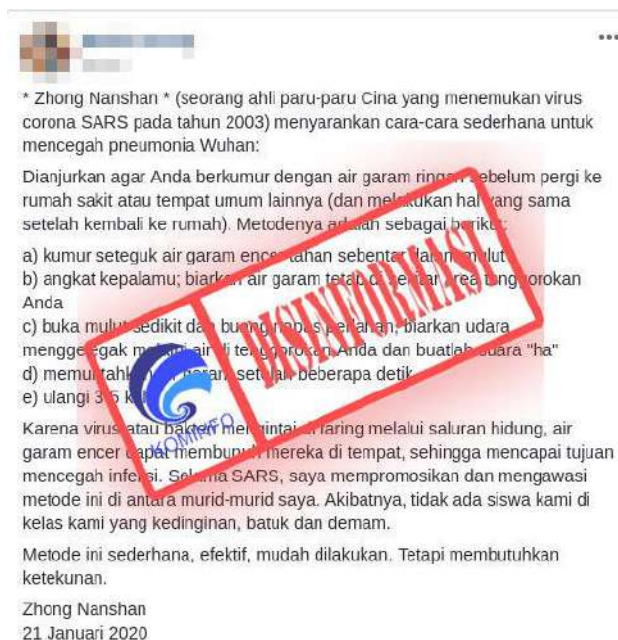 * Zhong Nanshan * (seorang ahli paru-paru Cina yang menemukan virus
corona SARS pada tahun 2003) menyarankan cara-cara sederhana untuk
mencegah pneumonia Wuhan:
Dianjurkan agar Anda berkumur dengan air garam ringan sebelum pergi ke
rumah sakit atau tempat umum lainnya (dan melakukan hal yang sama
setelah kembali ke rumah). Metodenya adalah sebagai berikut:
a) kumur seteguk air garam encer tahan sebentar dalam mulut
b) angkat kepalamu; biarkan air garam tetap di sekitar area tenggorokan
Anda
c) buka mulut sedikit dan buang napas perlahan, biarkan udara
menggelegak melalui air di tenggorokan Anda dan buatlah suara "ha"
d) memuntahkan garam setelah beberapa detik
e) ulangi 3-5 kali
Karena virus atau bakteri mengintai di faring melalui saluran hidung, air
garam encer dapat membunuh mereka di tempat, sehingga mencapai tujuan
mencegah infeksi. Selama SARS, saya mempromosikan dan mengawasi
metode ini di antara murid-murid saya. Akibatnya, tidak ada siswa kami di
kelas kami yang kedinginan, batuk dan demam.
Metode ini sederhana, efektif, mudah dilakukan. Tetapi membutuhkan
ketekunan.
Zhong Nanshan
21 Januari 2020
KOMINFO
DISINFORMASI